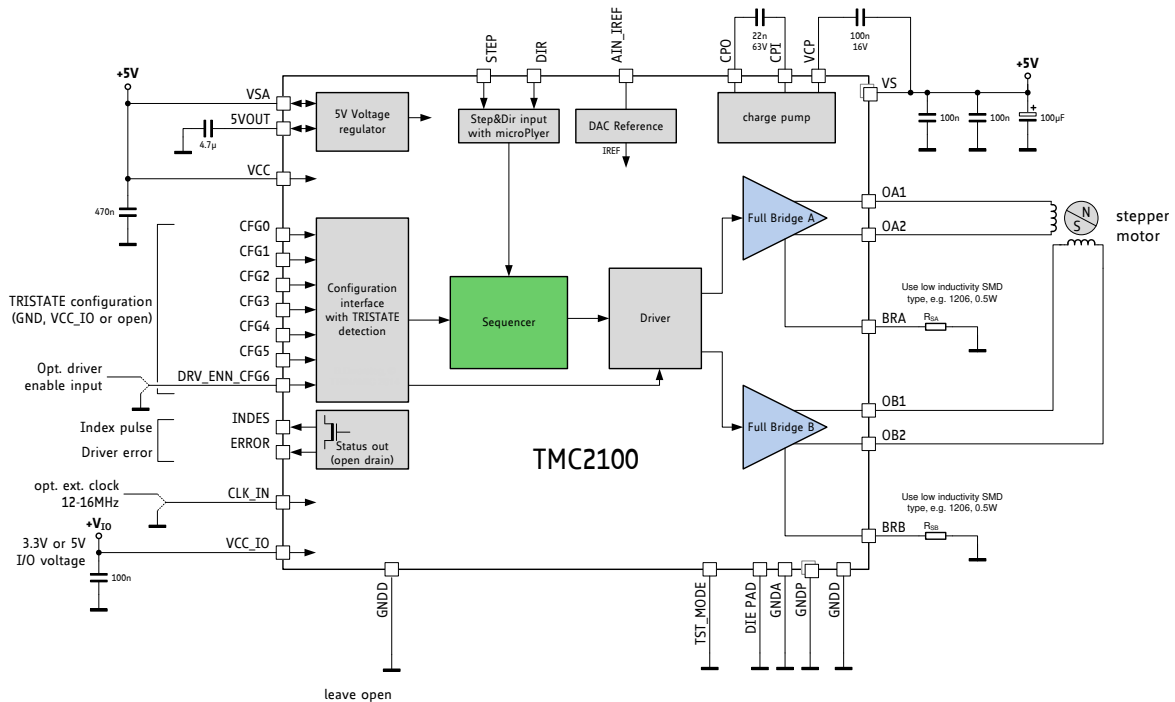 STEP
DIR
AIN_IREF
CPO
22n
63V
CPI
VCP
100n
16V
+5V
VSA
5VOUT
4.7µ
VCC
470n
5V Voltage
regulator
Step&Dir input
with microPlyer
DAC Reference
IREF
charge pump
VS
+5V
100n
100n
+
100µF
TRISTATE configuration
(GND, VCC_IO or open)
CFG0
CFG1
CFG2
CFG3
CFG4
CFG5
Opt. driver
enable input
DRV_ENN_CFG6
Configuration
interface
with TRISTATE
detection
Sequencer
Driver
Full Bridge A
OA1
OA2
N
S
stepper
motor
Use low inductivity SMD
type, e.g. 1206, 0.5W
BRA
RSA
Full Bridge B
OB1
OB2
Use low inductivity SMD
type, e.g. 1206, 0.5W
BRB
RSB
Index pulse
Driver error
INDES
ERROR
Status out
(open drain)
TMC2100
opt. ext. clock
12-16MHz
CLK_IN
+VIO
3.3V or 5V
I/O voltage
VCC_IO
100n
GNDD
TST_MODE
DIE PAD
GNDA
GNDP
GNDD
leave open